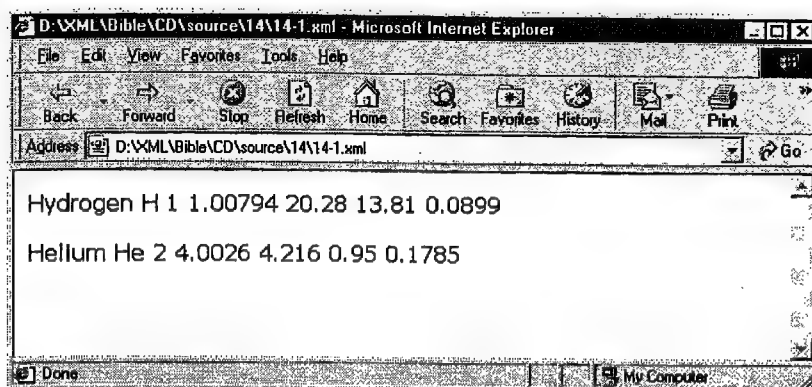 D:\XML\Bible\CD\source\14\14-1.xml - Microsoft Internet Explorer
File Edit View Favorites Tools Help
Back Forward Stop Refresh Home Search Favorites History Mail Print
Address D:\XML\Bible\CD\source\14\14-1.xml Go
Hydrogen H 1 1.00794 20.28 13.81 0.0899
Helium He 2 4.0026 4.216 0.95 0.1785
Done My Computer